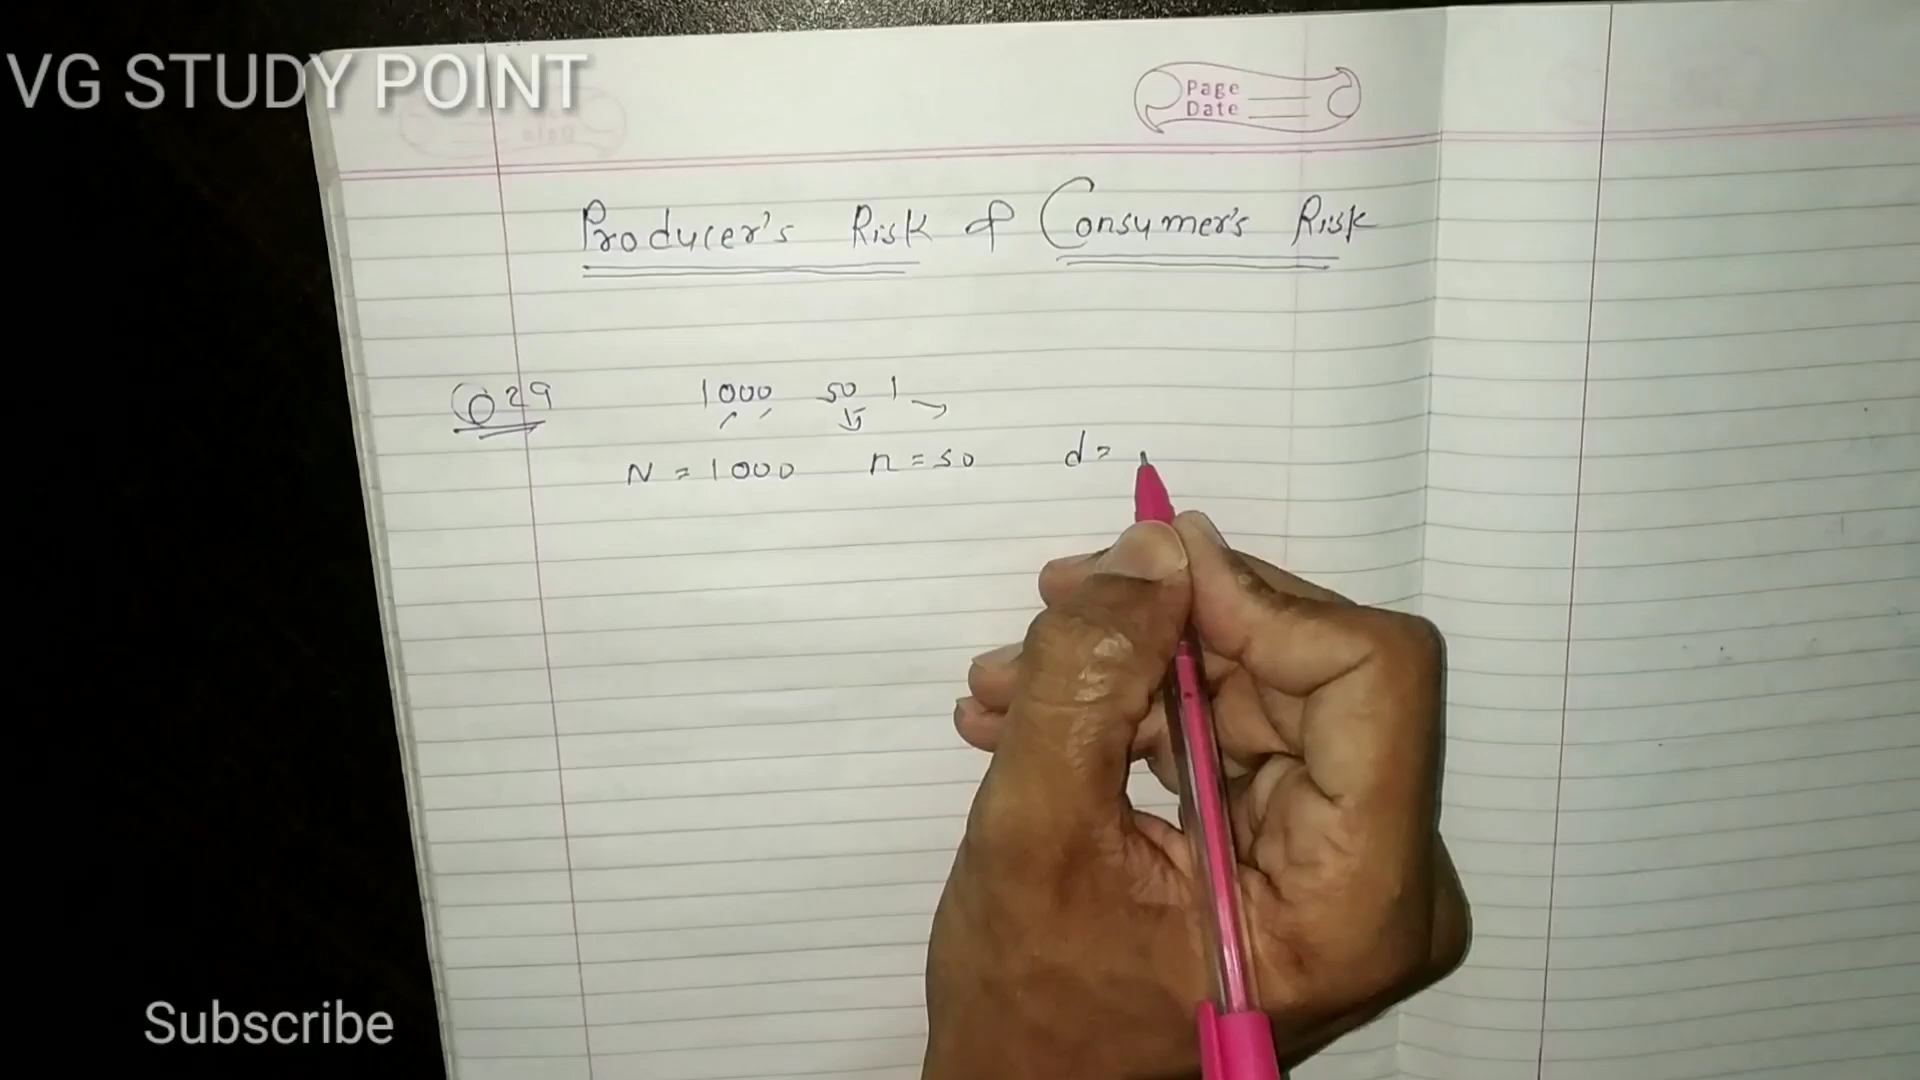 VG STUDY POINT
Page
Date
Producer's Risk & Consumer's Risk
Q29 1000 50 1
N = 1000 n = 50 d =
Subscribe